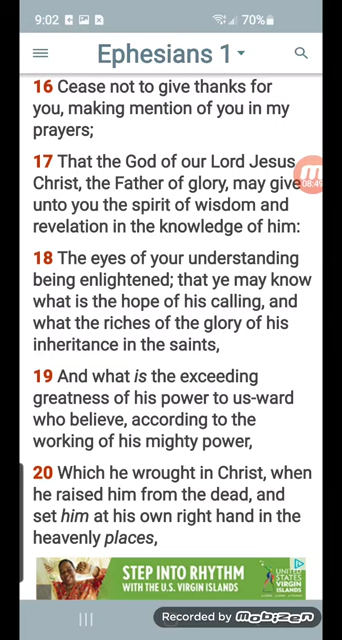 9:02 70%
Ephesians 1
16 Cease not to give thanks for
you, making mention of you in my
prayers;
17 That the God of our Lord Jesus
Christ, the Father of glory, may give
unto you the spirit of wisdom and
revelation in the knowledge of him:
08:49
18 The eyes of your understanding
being enlightened; that ye may know
what is the hope of his calling, and
what the riches of the glory of his
inheritance in the saints,
19 And what is the exceeding
greatness of his power to us-ward
who believe, according to the
working of his mighty power,
20 Which he wrought in Christ, when
he raised him from the dead, and
set him at his own right hand in the
heavenly places,
STEP INTO RHYTHM
WITH THE U.S. VIRGIN ISLANDS
UNITED
STATES
VIRGIN
ISLANDS
Recorded by mobizen